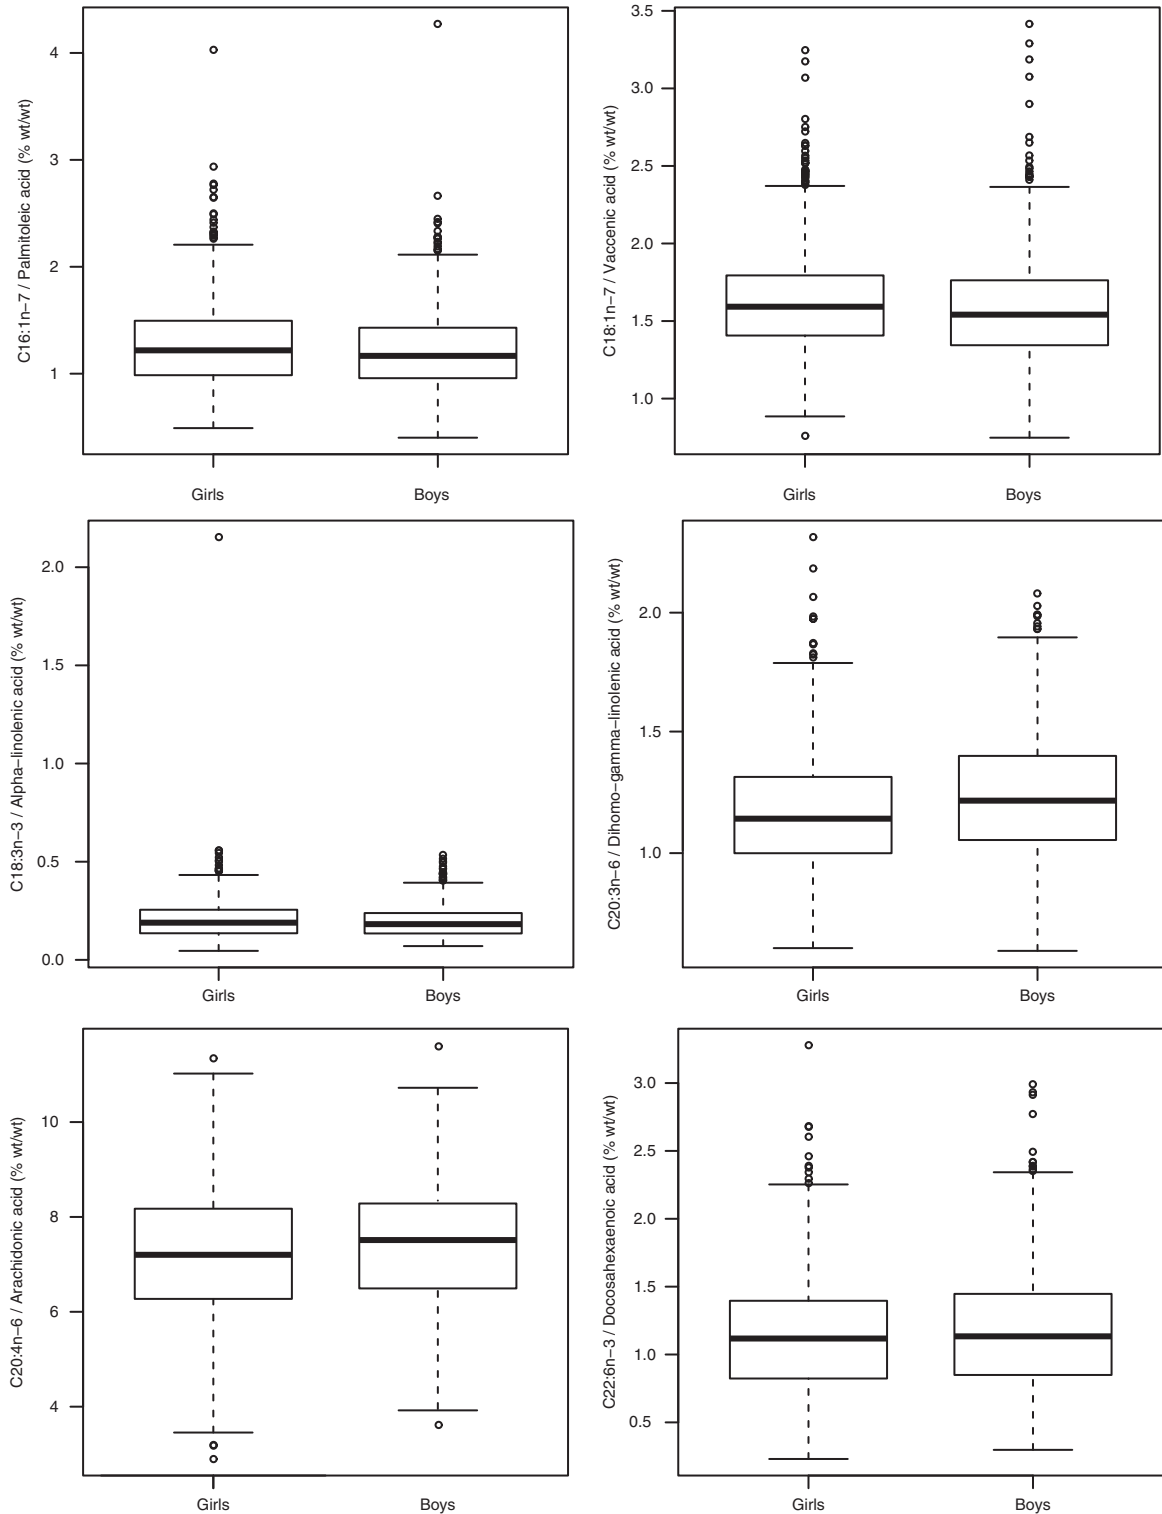 C16:1n−7 / Palmitoleic acid (% wt/wt)
4
3
2
1
Girls
Boys
C18:1n−7 / Vaccenic acid (% wt/wt)
3.5
3.0
2.5
2.0
1.5
1.0
Girls
Boys
C18:3n−3 / Alpha−linolenic acid (% wt/wt)
2.0
1.5
1.0
0.5
0.0
Girls
Boys
C20:3n−6 / Dihomo−gamma−linolenic acid (% wt/wt)
2.0
1.5
1.0
Girls
Boys
C20:4n−6 / Arachidonic acid (% wt/wt)
10
8
6
4
Girls
Boys
C22:6n−3 / Docosahexaenoic acid (% wt/wt)
3.0
2.5
2.0
1.5
1.0
0.5
Girls
Boys